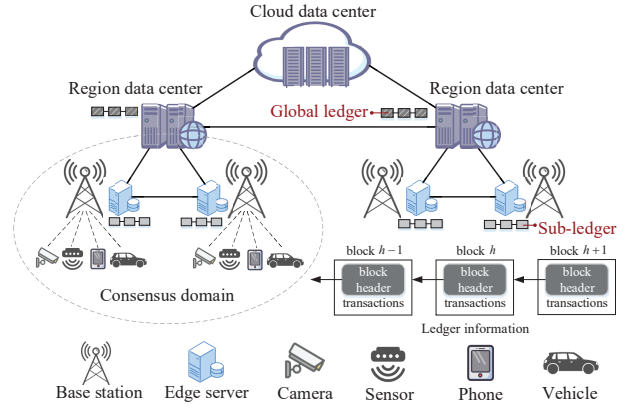 Cloud data center
Region data center
Region data center
Global ledger
Sub-ledger
block h−1
block h
block h+1
block
header
block
header
block
header
transactions
transactions
transactions
Consensus domain
Ledger information
Base station
Edge server
Camera
Sensor
Phone
Vehicle